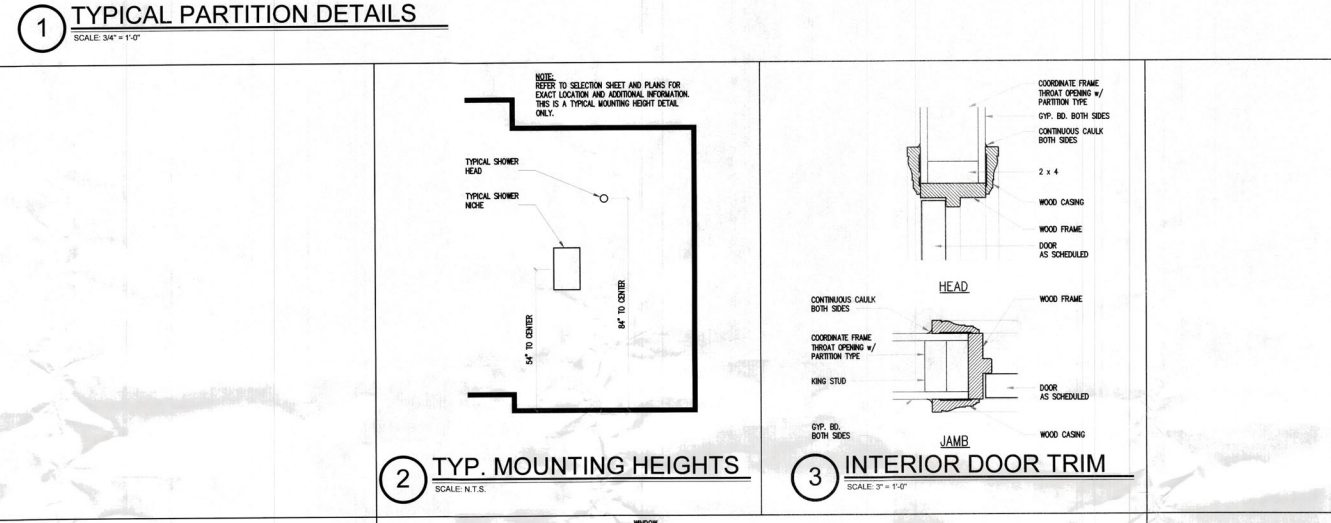 1
TYPICAL PARTITION DETAILS
SCALE: 3/4" = 1'-0"
NOTE:
REFER TO SELECTION SHEET AND PLANS FOR
EXACT LOCATION AND ADDITIONAL INFORMATION.
THIS IS A TYPICAL MOUNTING HEIGHT DETAIL
ONLY.
TYPICAL SHOWER
HEAD
TYPICAL SHOWER
NICHE
54" TO CENTER
84" TO CENTER
2
TYP. MOUNTING HEIGHTS
SCALE: N.T.S.
COORDINATE FRAME
THROAT OPENING w/
PARTITION TYPE
GYP. BD. BOTH SIDES
CONTINUOUS CAULK
BOTH SIDES
2 x 4
WOOD CASING
WOOD FRAME
DOOR
AS SCHEDULED
HEAD
CONTINUOUS CAULK
BOTH SIDES
COORDINATE FRAME
THROAT OPENING w/
PARTITION TYPE
KING STUD
GYP. BD.
BOTH SIDES
WOOD FRAME
DOOR
AS SCHEDULED
WOOD CASING
JAMB
3
INTERIOR DOOR TRIM
SCALE: 3" = 1'-0"